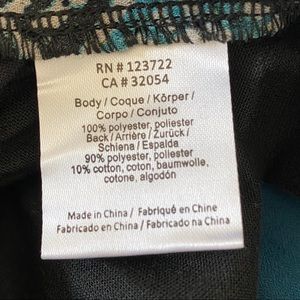 RN # 123722
CA # 32054
Body / Coque / Körper /
Corpo / Conjuto
100% polyester, poliester
Back / Arrière / Zurück /
Schiena / Espalda
90% polyester, poliester
10% cotton, coton, baumwolle,
cotone, algodón
Made in China / Fabriqué en Chine
Fabricado en China / Fabricado na China